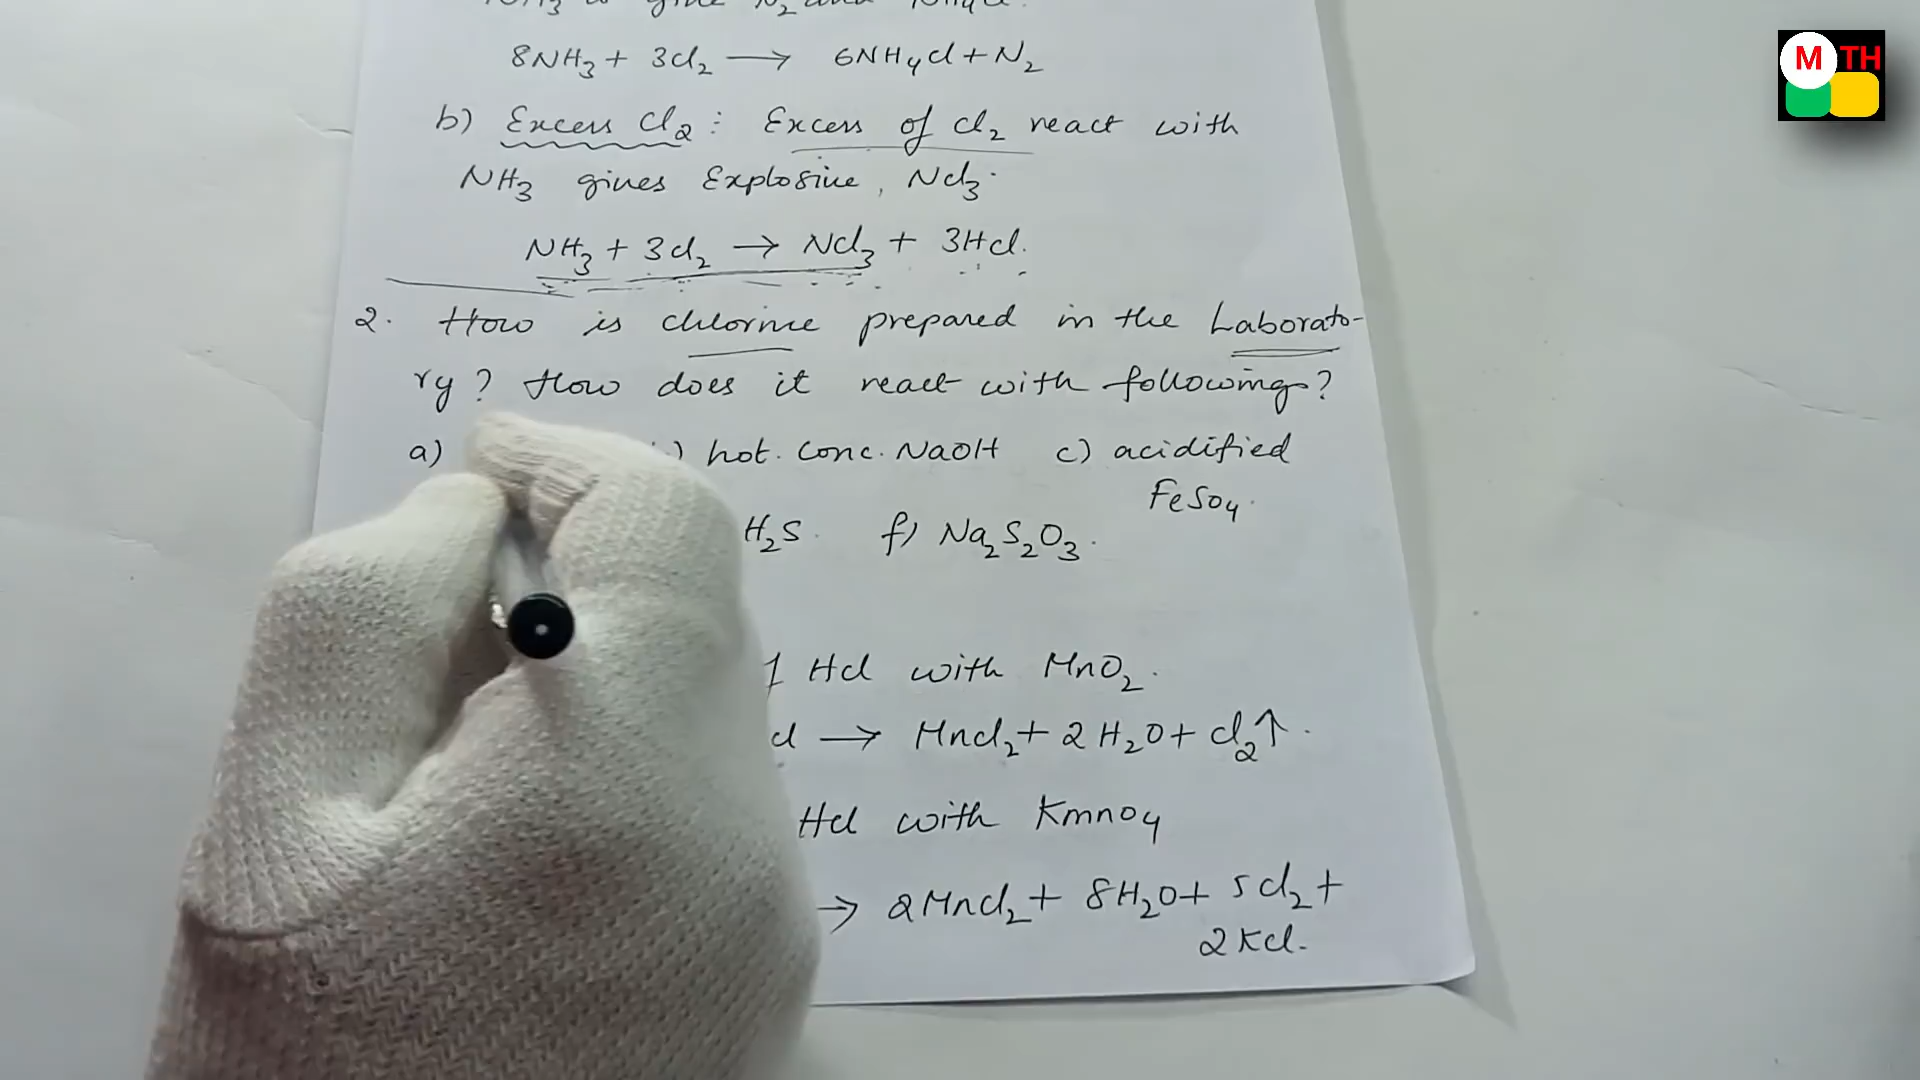 8NH3 + 3Cl2 → 6NH4Cl + N2
b) Excess Cl2 : Excess of Cl2 react with
NH3 gives Explosive, NCl3.
NH3 + 3Cl2 → NCl3 + 3HCl.
2. How is chlorine prepared in the Laborato-
ry? How does it react with following?
a) ) hot. Conc. NaOH c) acidified
FeSO4.
H2S. f) Na2S2O3.
HCl with MnO2.
Cl → MnCl2 + 2H2O + Cl2↑.
HCl with KMnO4
→ 2MnCl2 + 8H2O + 5Cl2 +
2KCl.
M TH